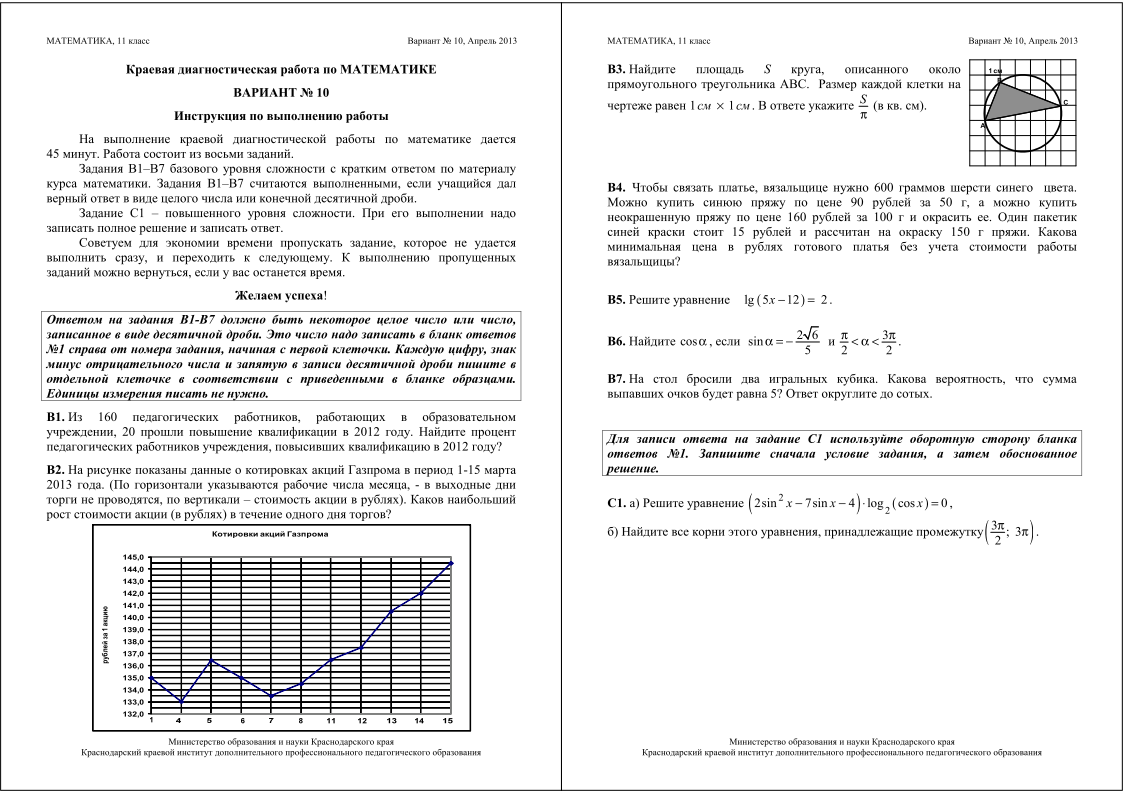 МАТЕМАТИКА, 11 класс
Вариант № 10, Апрель 2013
Краевая диагностическая работа по МАТЕМАТИКЕ
ВАРИАНТ № 10
Инструкция по выполнению работы
На выполнение краевой диагностической работы по математике дается
45 минут. Работа состоит из восьми заданий.
Задания В1–В7 базового уровня сложности с кратким ответом по материалу
курса математики. Задания В1–В7 считаются выполненными, если учащийся дал
верный ответ в виде целого числа или конечной десятичной дроби.
Задание С1 – повышенного уровня сложности. При его выполнении надо
записать полное решение и записать ответ.
Советуем для экономии времени пропускать задание, которое не удается
выполнить сразу, и переходить к следующему. К выполнению пропущенных
заданий можно вернуться, если у вас останется время.
Желаем успеха!
Ответом на задания В1-В7 должно быть некоторое целое число или число,
записанное в виде десятичной дроби. Это число надо записать в бланк ответов
№1 справа от номера задания, начиная с первой клеточки. Каждую цифру, знак
минус отрицательного числа и запятую в записи десятичной дроби пишите в
отдельной клеточке в соответствии с приведенными в бланке образцами.
Единицы измерения писать не нужно.
В1. Из 160 педагогических работников, работающих в образовательном
учреждении, 20 прошли повышение квалификации в 2012 году. Найдите процент
педагогических работников учреждения, повысивших квалификацию в 2012 году?
В2. На рисунке показаны данные о котировках акций Газпрома в период 1-15 марта
2013 года. (По горизонтали указываются рабочие числа месяца, - в выходные дни
торги не проводятся, по вертикали – стоимость акции в рублях). Каков наибольший
рост стоимости акции (в рублях) в течение одного дня торгов?
Котировки акций Газпрома
рублей за 1 акцию
145,0
144,0
143,0
142,0
141,0
140,0
139,0
138,0
137,0
136,0
135,0
134,0
133,0
132,0
1 4 5 6 7 8 11 12 13 14 15
Министерство образования и науки Краснодарского края
Краснодарский краевой институт дополнительного профессионального педагогического образования
МАТЕМАТИКА, 11 класс
Вариант № 10, Апрель 2013
В3. Найдите площадь S круга, описанного около
прямоугольного треугольника АВС. Размер каждой клетки на
чертеже равен 1см × 1см. В ответе укажите S/π (в кв. см).
1 см
В
С
А
В4. Чтобы связать платье, вязальщице нужно 600 граммов шерсти синего цвета.
Можно купить синюю пряжу по цене 90 рублей за 50 г, а можно купить
неокрашенную пряжу по цене 160 рублей за 100 г и окрасить ее. Один пакетик
синей краски стоит 15 рублей и рассчитан на окраску 150 г пряжи. Какова
минимальная цена в рублях готового платья без учета стоимости работы
вязальщицы?
В5. Решите уравнение lg(5x−12)= 2.
В6. Найдите cosα, если sinα=−2√6/5 и π/2<α<3π/2.
В7. На стол бросили два игральных кубика. Какова вероятность, что сумма
выпавших очков будет равна 5? Ответ округлите до сотых.
Для записи ответа на задание С1 используйте оборотную сторону бланка
ответов №1. Запишите сначала условие задания, а затем обоснованное
решение.
С1. а) Решите уравнение (2sin² x−7sin x−4)·log₂(cos x)=0,
б) Найдите все корни этого уравнения, принадлежащие промежутку(3π/2; 3π).
Министерство образования и науки Краснодарского края
Краснодарский краевой институт дополнительного профессионального педагогического образования